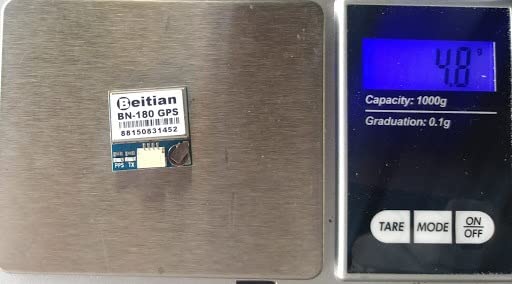 Beitian
BN-180 GPS
88150831452
PPS TX
4.8 g
Capacity: 1000g
Graduation: 0.1g
TARE
MODE
ON
OFF